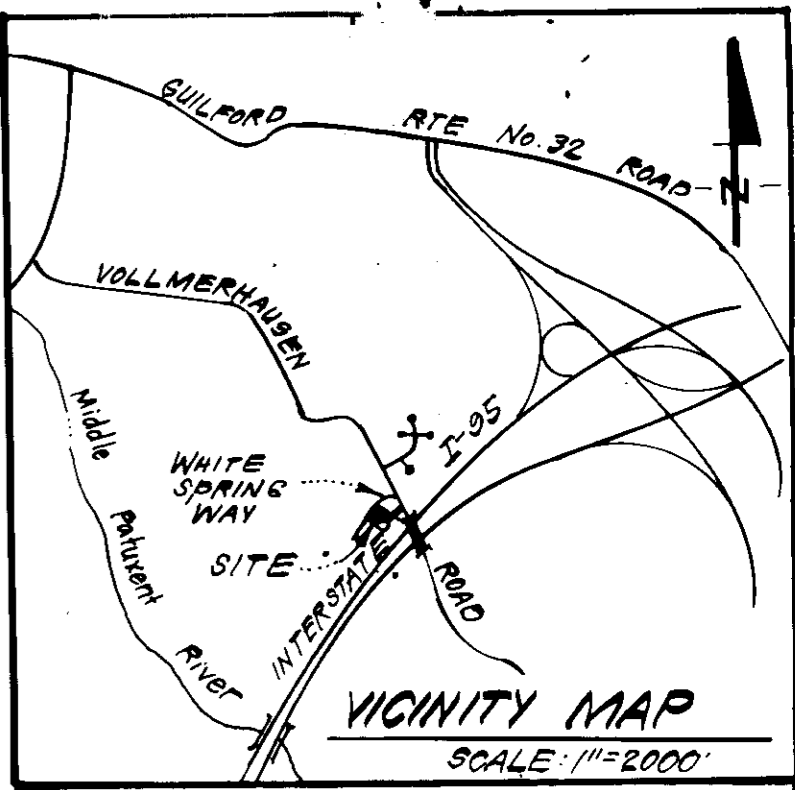 GUILFORD RTE No. 32 ROAD
N
VOLLMERHAUSEN ROAD
Middle Patuxent River
WHITE
SPRING
WAY
SITE
INTERSTATE I-95
VICINITY MAP
SCALE: 1"=2000'